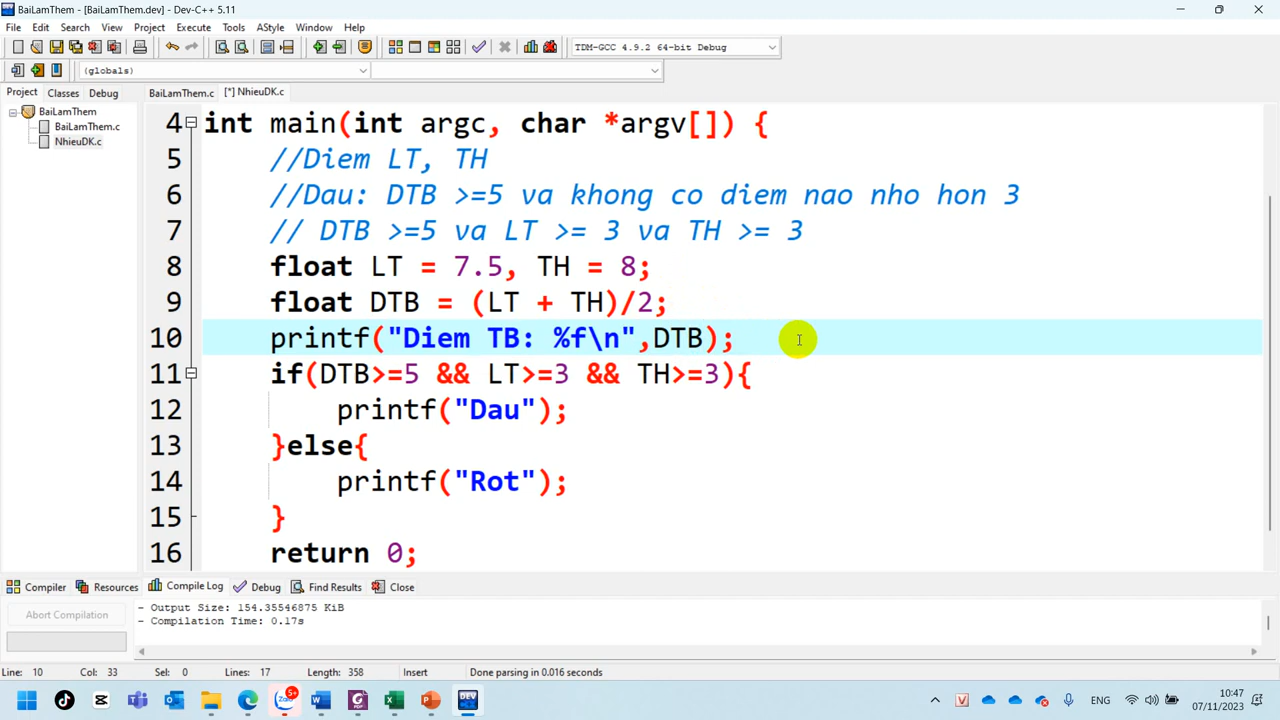 BaiLamThem - [BaiLamThem.dev] - Dev-C++ 5.11
File Edit Search View Project Execute Tools AStyle Window Help
TDM-GCC 4.9.2 64-bit Debug
(globals)
Project Classes Debug
BaiLamThem.c [*] NhieuDK.c
BaiLamThem
BaiLamThem.c
NhieuDK.c
4 int main(int argc, char *argv[]) {
5 //Diem LT, TH
6 //Dau: DTB >=5 va khong co diem nao nho hon 3
7 // DTB >=5 va LT >= 3 va TH >= 3
8 float LT = 7.5, TH = 8;
9 float DTB = (LT + TH)/2;
10 printf("Diem TB: %f\n",DTB);
11 if(DTB>=5 && LT>=3 && TH>=3){
12 printf("Dau");
13 }else{
14 printf("Rot");
15 }
16 return 0;
Compiler Resources Compile Log Debug Find Results Close
Abort Compilation
- Output Size: 154.35546875 KiB
- Compilation Time: 0.17s
Line: 10 Col: 33 Sel: 0 Lines: 17 Length: 358 Insert Done parsing in 0.016 seconds
Zalo 5+
DEV
ENG
10:47
07/11/2023